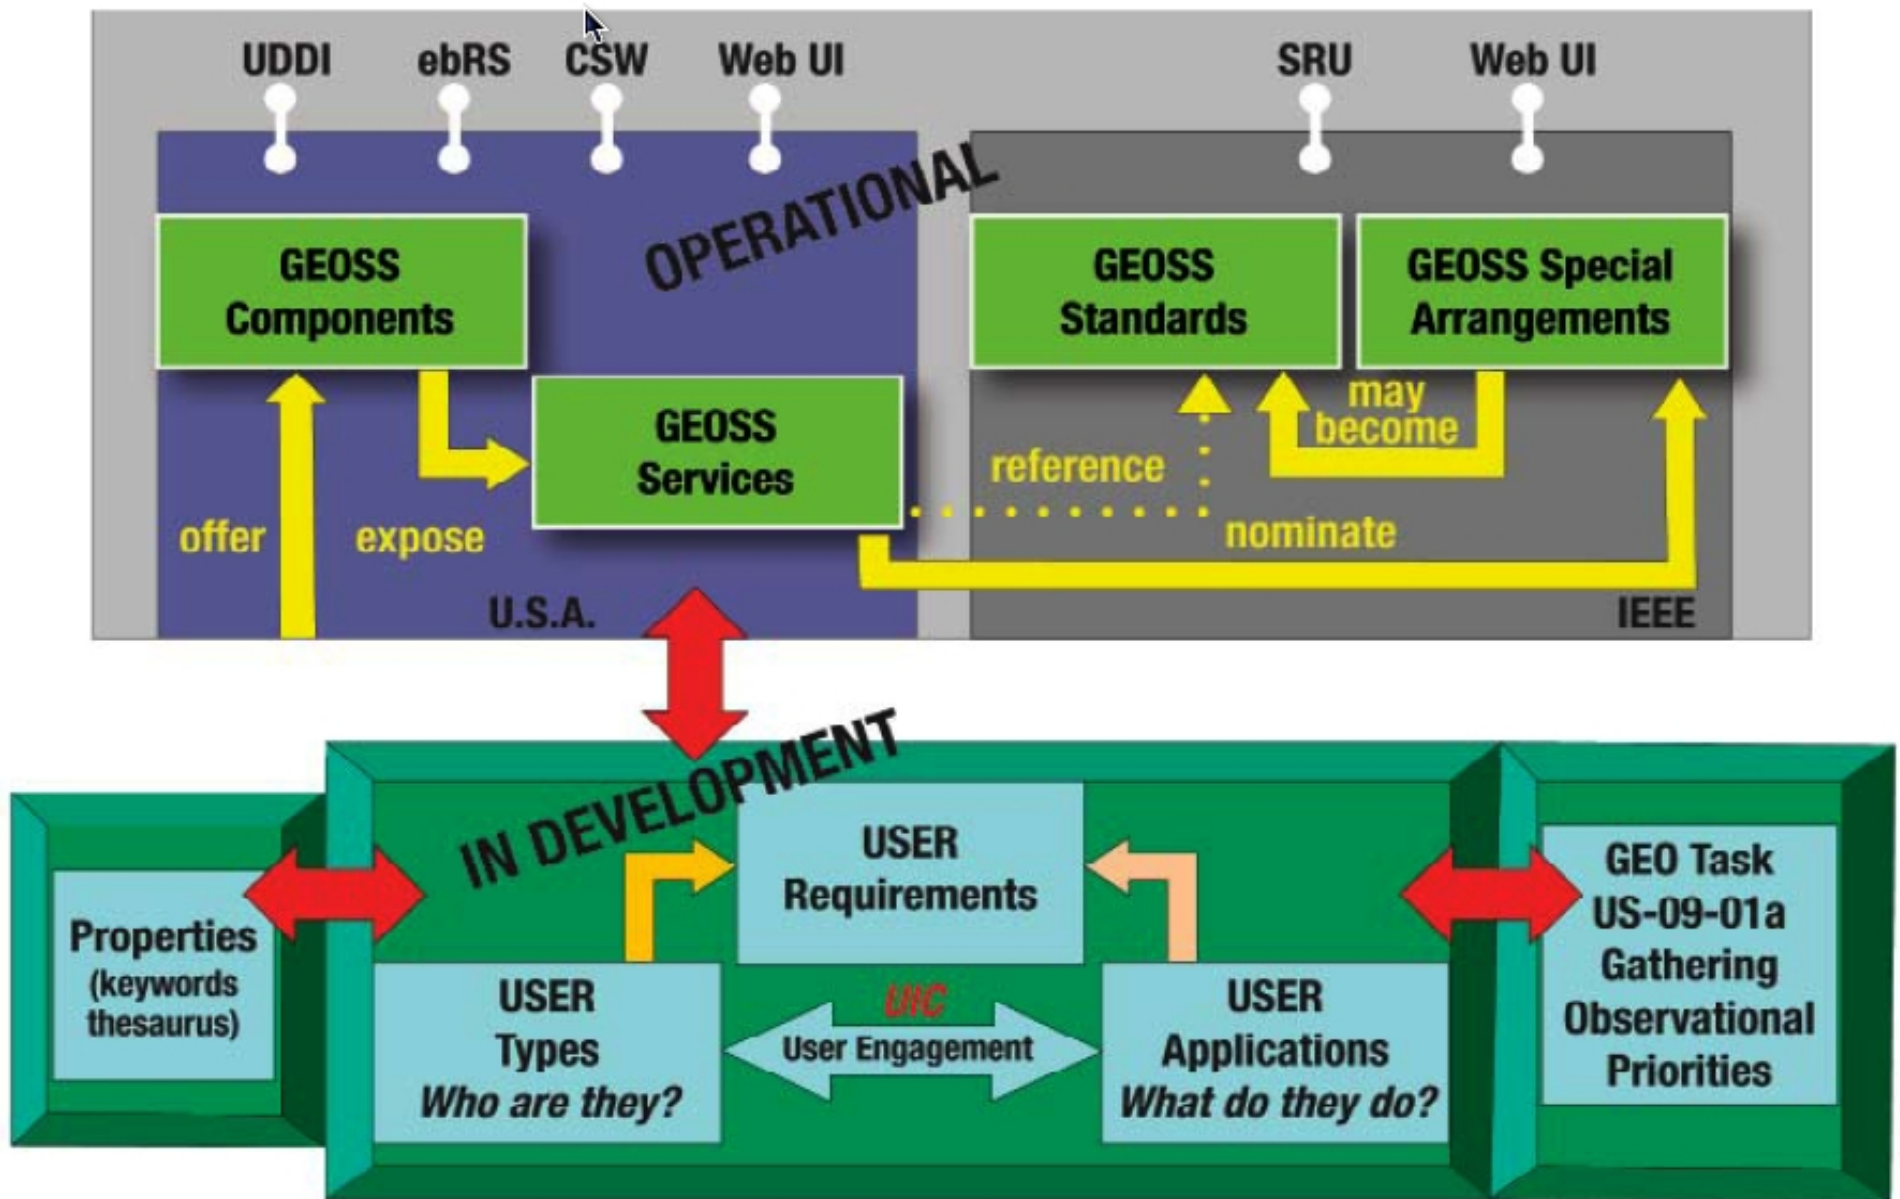 UDDI
ebRS
CSW
Web UI
SRU
Web UI
OPERATIONAL
GEOSS
Components
GEOSS
Services
GEOSS
Standards
GEOSS Special
Arrangements
may
become
reference
offer
expose
nominate
U.S.A.
IEEE
IN DEVELOPMENT
USER
Requirements
Properties
(keywords
thesaurus)
USER
Types
Who are they?
UIC
User Engagement
USER
Applications
What do they do?
GEO Task
US-09-01a
Gathering
Observational
Priorities